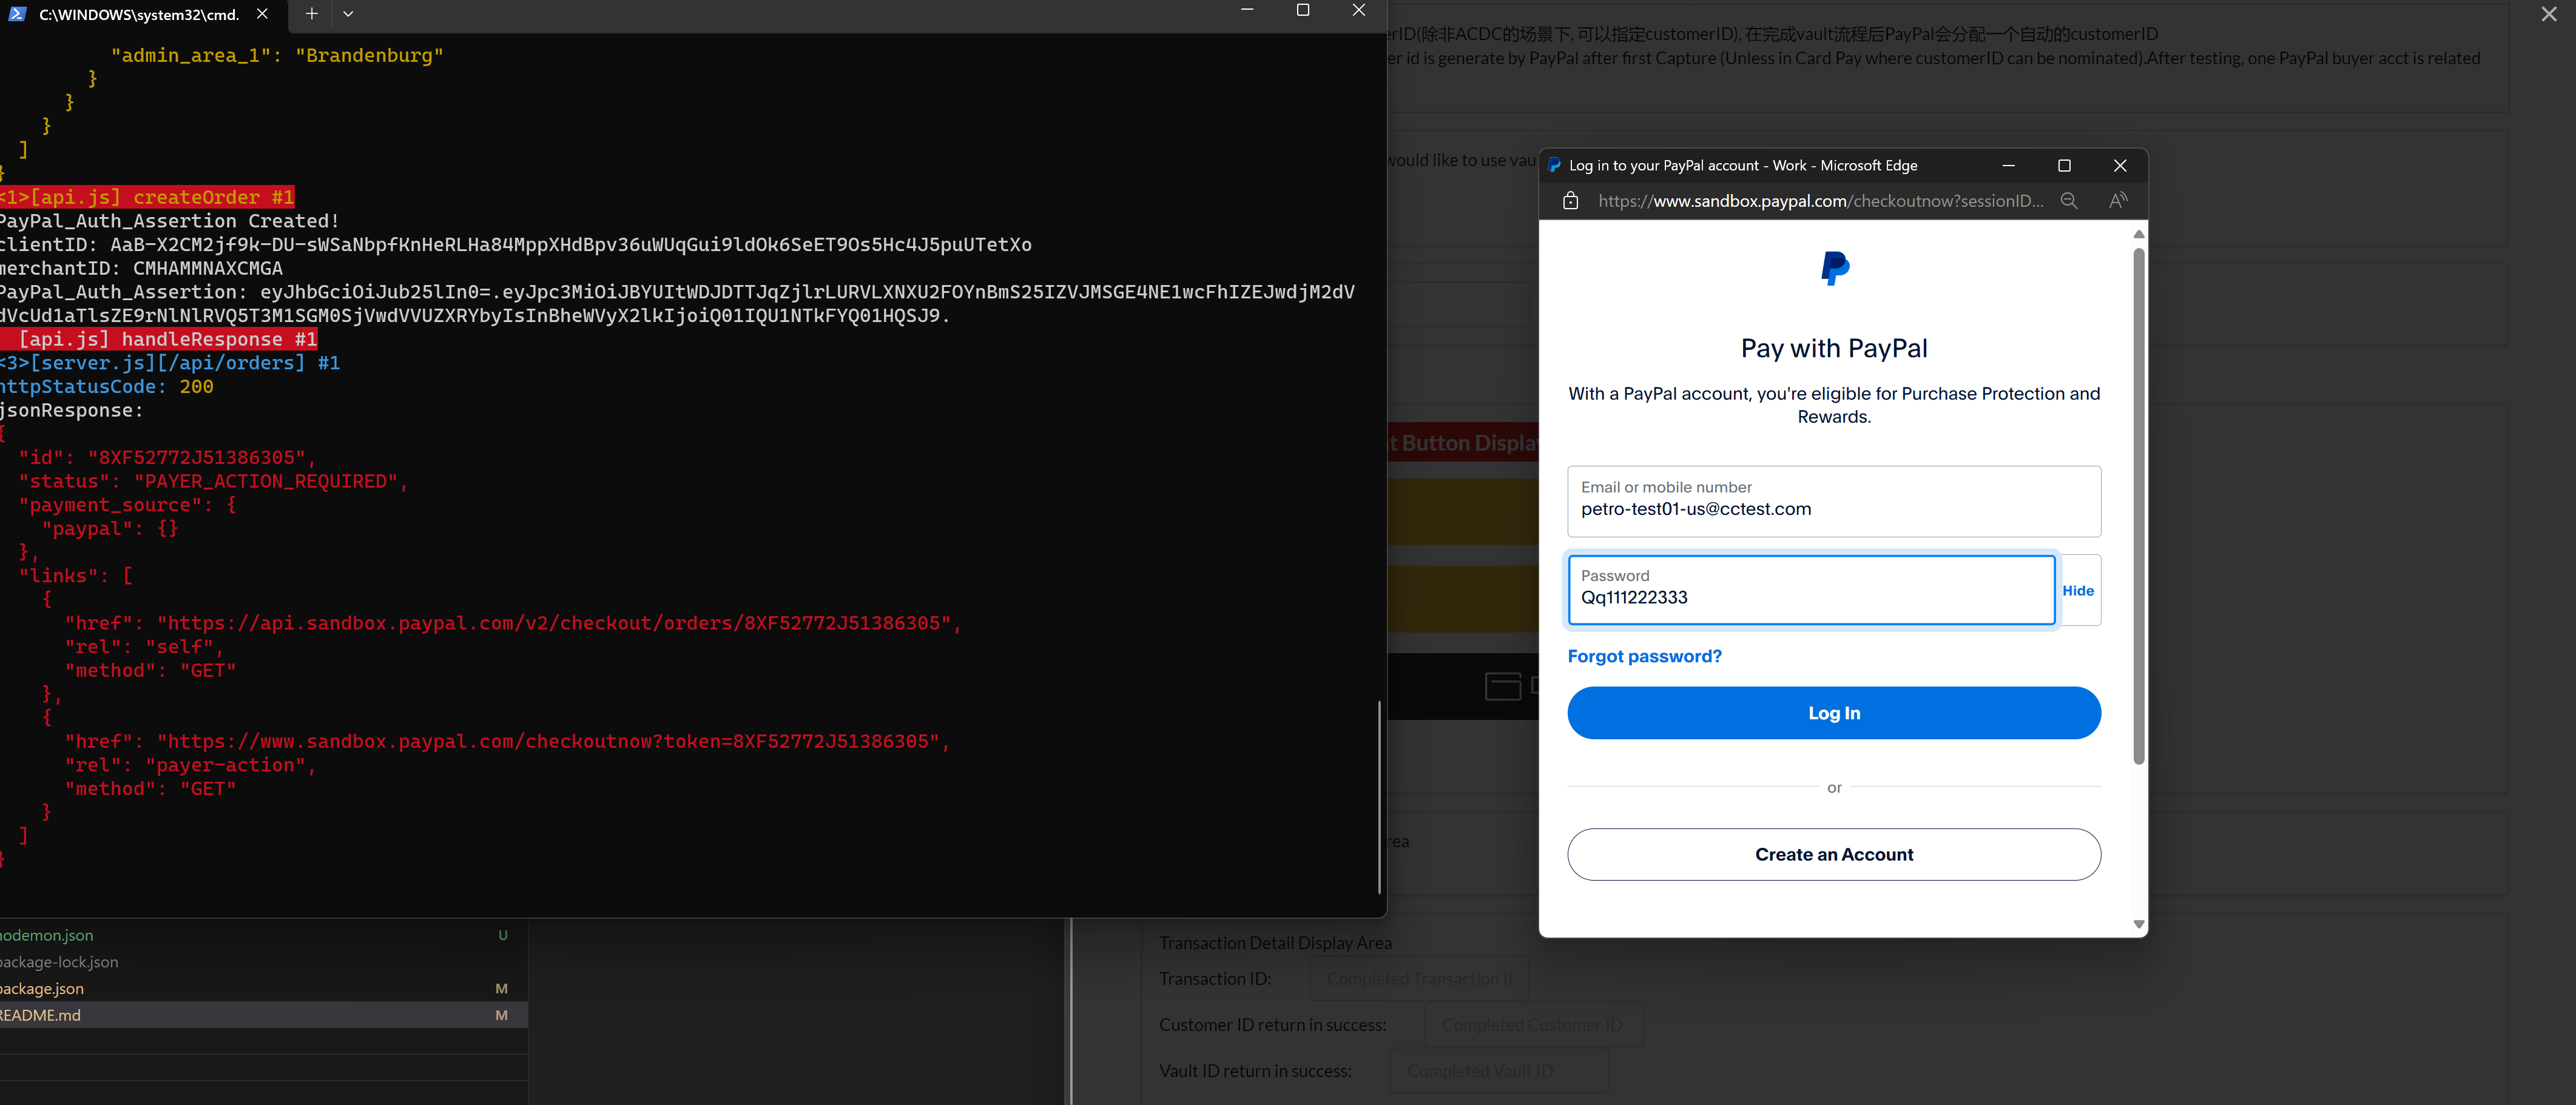 C:\WINDOWS\system32\cmd.
"admin_area_1": "Brandenburg"
}
}
}
]
}
<1>[api.js] createOrder #1
PayPal_Auth_Assertion Created!
clientID: AaB-X2CM2jf9k-DU-sWSaNbpfKnHeRLHa84MppXHdBpv36uWUqGui9ldOk6SeET9Os5Hc4J5puUTetXo
merchantID: CMHAMMNAXCMGA
PayPal_Auth_Assertion: eyJhbGciOiJub25lIn0=.eyJpc3MiOiJBYUItWDJDTTJqZjlrLURVLXNXU2FOYnBmS25IZVJMSGE4NE1wcFhIZEJwdjM2dV
dVcUd1aTlsZE9rNlNlRVQ5T3M1SGM0SjVwdVVUZXRYbyIsInBheWVyX2lkIjoiQ01IQU1NTkFYQ01HQSJ9.
[api.js] handleResponse #1
<3>[server.js][/api/orders] #1
httpStatusCode: 200
jsonResponse:
{
"id": "8XF52772J51386305",
"status": "PAYER_ACTION_REQUIRED",
"payment_source": {
"paypal": {}
},
"links": [
{
"href": "https://api.sandbox.paypal.com/v2/checkout/orders/8XF52772J51386305",
"rel": "self",
"method": "GET"
},
{
"href": "https://www.sandbox.paypal.com/checkoutnow?token=8XF52772J51386305",
"rel": "payer-action",
"method": "GET"
}
]
}
nodemon.json U
package-lock.json
package.json M
README.md M
erID(除非ACDC的场景下, 可以指定customerID), 在完成vault流程后PayPal会分配一个自动的customerID
er id is generate by PayPal after first Capture (Unless in Card Pay where customerID can be nominated).After testing, one PayPal buyer acct is related
would like to use vau
t Button Display
rea
Log in to your PayPal account - Work - Microsoft Edge
https://www.sandbox.paypal.com/checkoutnow?sessionID...
Pay with PayPal
With a PayPal account, you're eligible for Purchase Protection and
Rewards.
Email or mobile number
petro-test01-us@cctest.com
Password
Qq111222333
Hide
Forgot password?
Log In
or
Create an Account
Transaction Detail Display Area
Transaction ID: Completed Transaction II
Customer ID return in success: Completed Customer ID
Vault ID return in success: Completed Vault ID